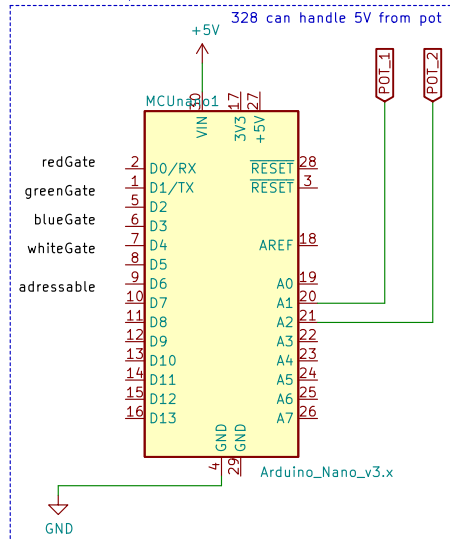 328 can handle 5V from pot
+5V
POT_1
POT_2
MCUnano1
30
17
27
VIN
3V3
+5V
redGate
2
D0/RX
RESET
28
greenGate
1
D1/TX
RESET
3
5
D2
blueGate
6
D3
whiteGate
7
D4
AREF
18
8
D5
adressable
9
D6
A0
19
10
D7
A1
20
11
D8
A2
21
12
D9
A3
22
13
D10
A4
23
14
D11
A5
24
15
D12
A6
25
16
D13
A7
26
GND
GND
4
29
Arduino_Nano_v3.x
GND